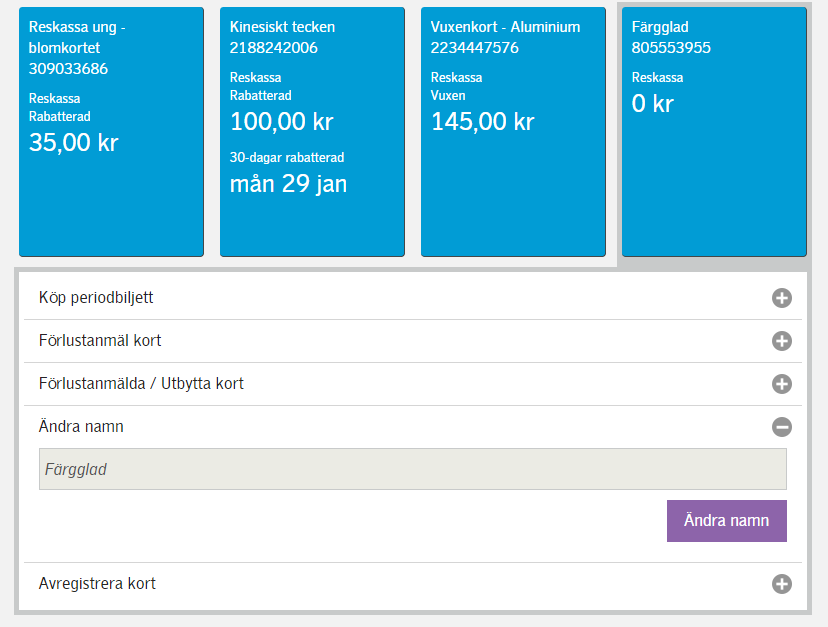 Reskassa ung -
blomkortet
309033686
Reskassa
Rabatterad
35,00 kr
Kinesiskt tecken
2188242006
Reskassa
Rabatterad
100,00 kr
30-dagar rabatterad
mån 29 jan
Vuxenkort - Aluminium
2234447576
Reskassa
Vuxen
145,00 kr
Färgglad
805553955
Reskassa
0 kr
Köp periodbiljett
Förlustanmäl kort
Förlustanmälda / Utbytta kort
Ändra namn
Färgglad
Ändra namn
Avregistrera kort